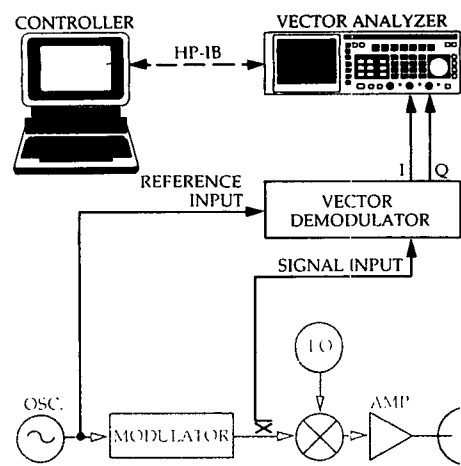 CONTROLLER
VECTOR ANALYZER
HP-IB
I
Q
REFERENCE
INPUT
VECTOR
DEMODULATOR
SIGNAL INPUT
LO
OSC.
MODULATOR
AMP